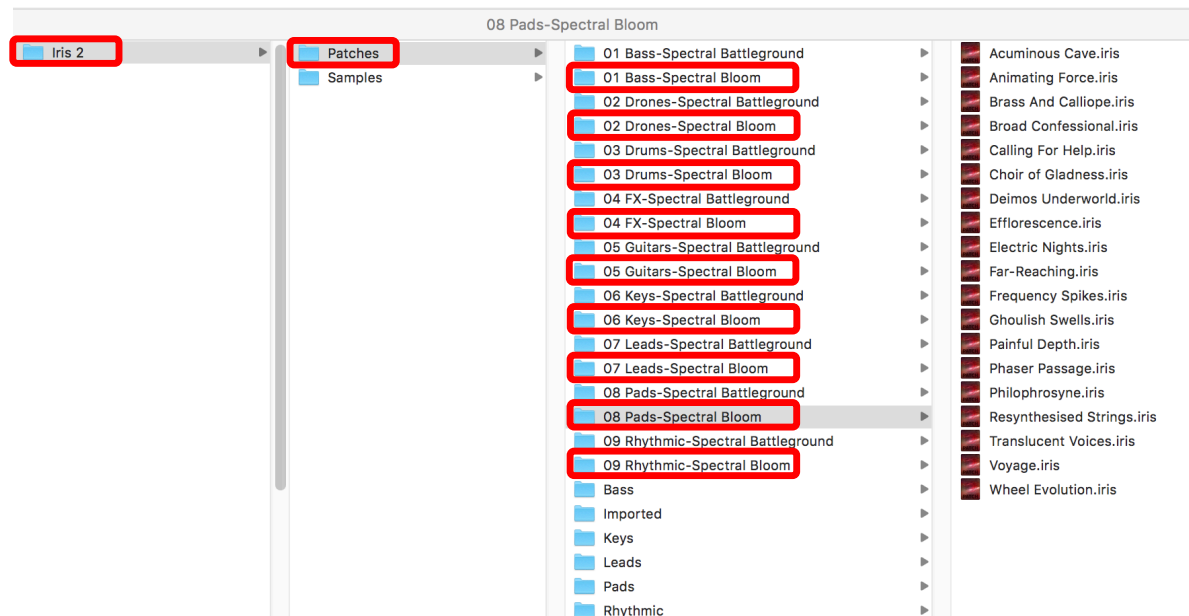 08 Pads-Spectral Bloom
Iris 2
Patches
Samples
01 Bass-Spectral Battleground
01 Bass-Spectral Bloom
02 Drones-Spectral Battleground
02 Drones-Spectral Bloom
03 Drums-Spectral Battleground
03 Drums-Spectral Bloom
04 FX-Spectral Battleground
04 FX-Spectral Bloom
05 Guitars-Spectral Battleground
05 Guitars-Spectral Bloom
06 Keys-Spectral Battleground
06 Keys-Spectral Bloom
07 Leads-Spectral Battleground
07 Leads-Spectral Bloom
08 Pads-Spectral Battleground
08 Pads-Spectral Bloom
09 Rhythmic-Spectral Battleground
09 Rhythmic-Spectral Bloom
Bass
Imported
Keys
Leads
Pads
Rhythmic
Acuminous Cave.iris
Animating Force.iris
Brass And Calliope.iris
Broad Confessional.iris
Calling For Help.iris
Choir of Gladness.iris
Deimos Underworld.iris
Efflorescence.iris
Electric Nights.iris
Far-Reaching.iris
Frequency Spikes.iris
Ghoulish Swells.iris
Painful Depth.iris
Phaser Passage.iris
Philophrosyne.iris
Resynthesised Strings.iris
Translucent Voices.iris
Voyage.iris
Wheel Evolution.iris